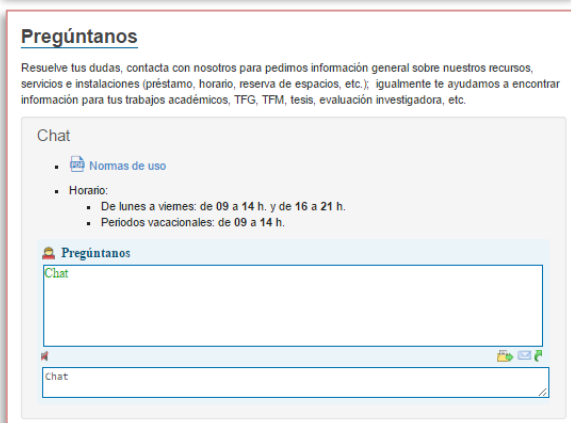 Pregúntanos
Resuelve tus dudas, contacta con nosotros para pedirnos información general sobre nuestros recursos,
servicios e instalaciones (préstamo, horario, reserva de espacios, etc.); igualmente te ayudamos a encontrar
información para tus trabajos académicos, TFG, TFM, tesis, evaluación investigadora, etc.
Chat
Normas de uso
Horario:
De lunes a viernes: de 09 a 14 h. y de 16 a 21 h.
Periodos vacacionales: de 09 a 14 h.
Pregúntanos
Chat
Chat